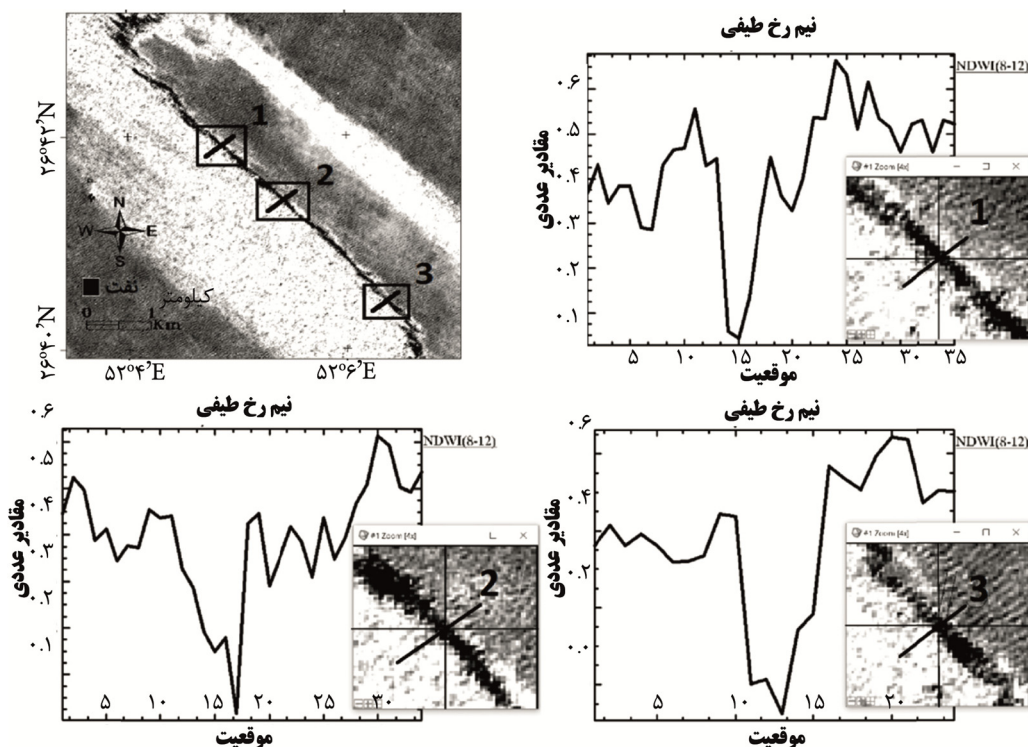 ۲۶°۴۲'N
۲۶°۴۰'N
1
2
3
N
W E
S
نفت
کیلومتر
0 1
Km
۵۲°۴'E ۵۲°۶'E
نیم رخ طیفی
NDWI(8-12)
مقادیر عددی
۰.۶
۰.۵
۰.۴
۰.۳
۰.۲
۰.۱
#1 Zoom [4x]
1
۵ ۱۰ ۱۵ ۲۰ ۲۵ ۳۰ ۳۵
موقعیت
نیم رخ طیفی
NDWI(8-12)
مقادیر عددی
۰.۶
۰.۵
۰.۴
۰.۳
۰.۲
۰.۱
#1 Zoom [4x]
2
۵ ۱۰ ۱۵ ۲۰ ۲۵ ۳۰
موقعیت
نیم رخ طیفی
NDWI(8-12)
مقادیر عددی
۰.۶
۰.۴
۰.۲
۰.۰
#1 Zoom [4x]
3
۵ ۱۰ ۱۵ ۲۰
موقعیت